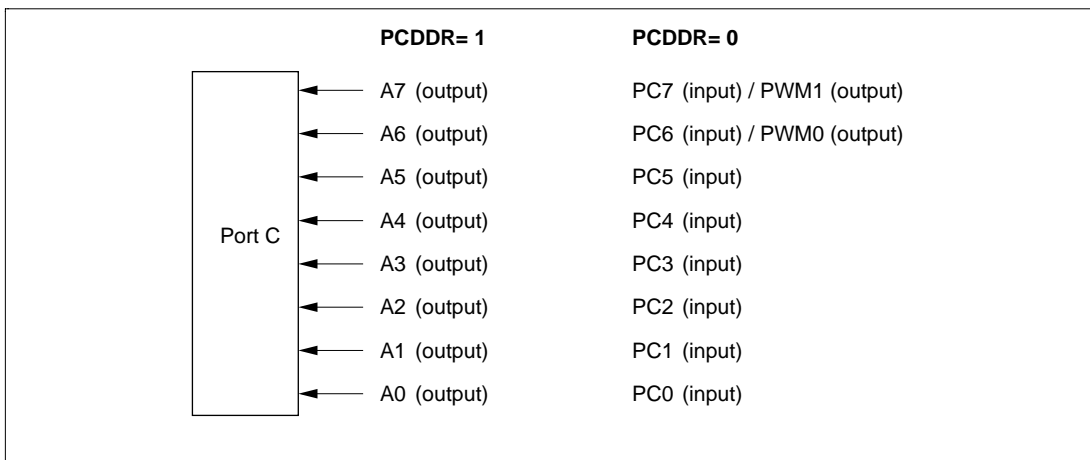 PCDDR= 1 PCDDR= 0
A7 (output) PC7 (input) / PWM1 (output)
A6 (output) PC6 (input) / PWM0 (output)
A5 (output) PC5 (input)
A4 (output) PC4 (input)
Port C
A3 (output) PC3 (input)
A2 (output) PC2 (input)
A1 (output) PC1 (input)
A0 (output) PC0 (input)